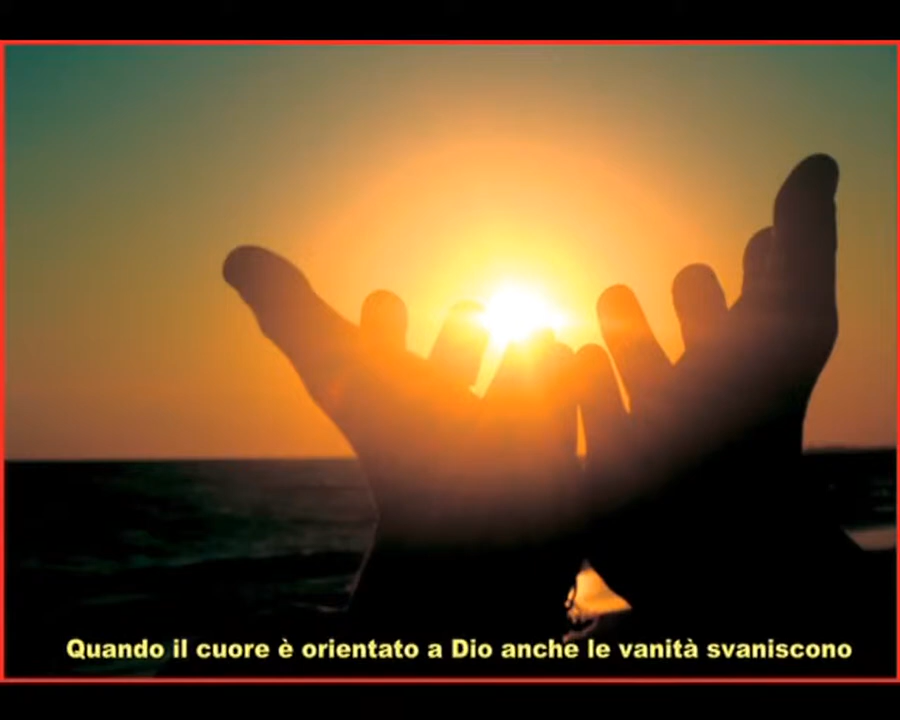 Quando il cuore è orientato a Dio anche le vanità svaniscono